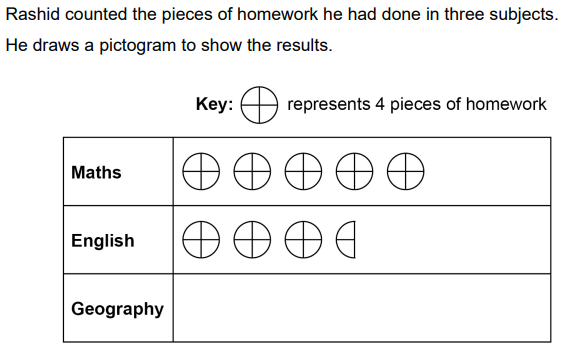 Rashid counted the pieces of homework he had done in three subjects.
He draws a pictogram to show the results.
Key: represents 4 pieces of homework
Maths
English
Geography